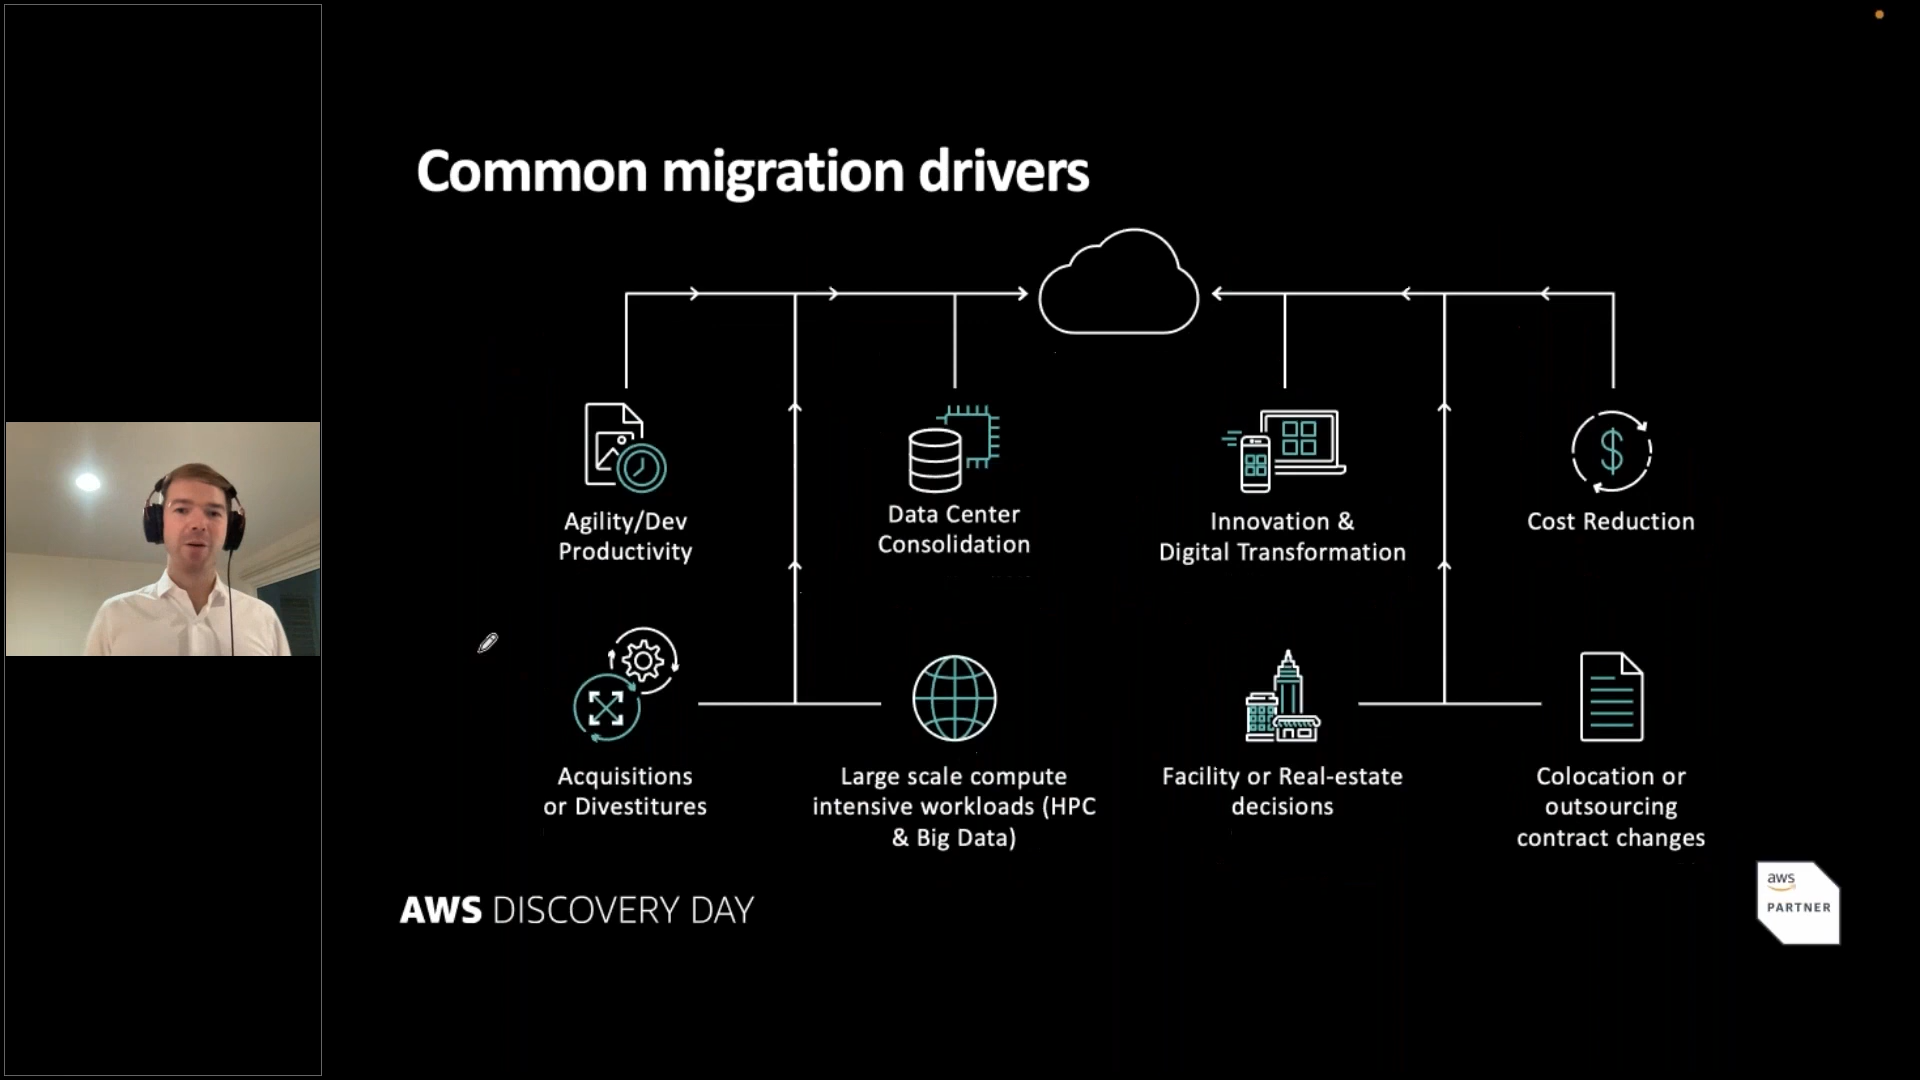 Common migration drivers
Agility/Dev
Productivity
Data Center
Consolidation
Innovation &
Digital Transformation
Cost Reduction
Acquisitions
or Divestitures
Large scale compute
intensive workloads (HPC
& Big Data)
Facility or Real-estate
decisions
Colocation or
outsourcing
contract changes
AWS DISCOVERY DAY
aws
PARTNER